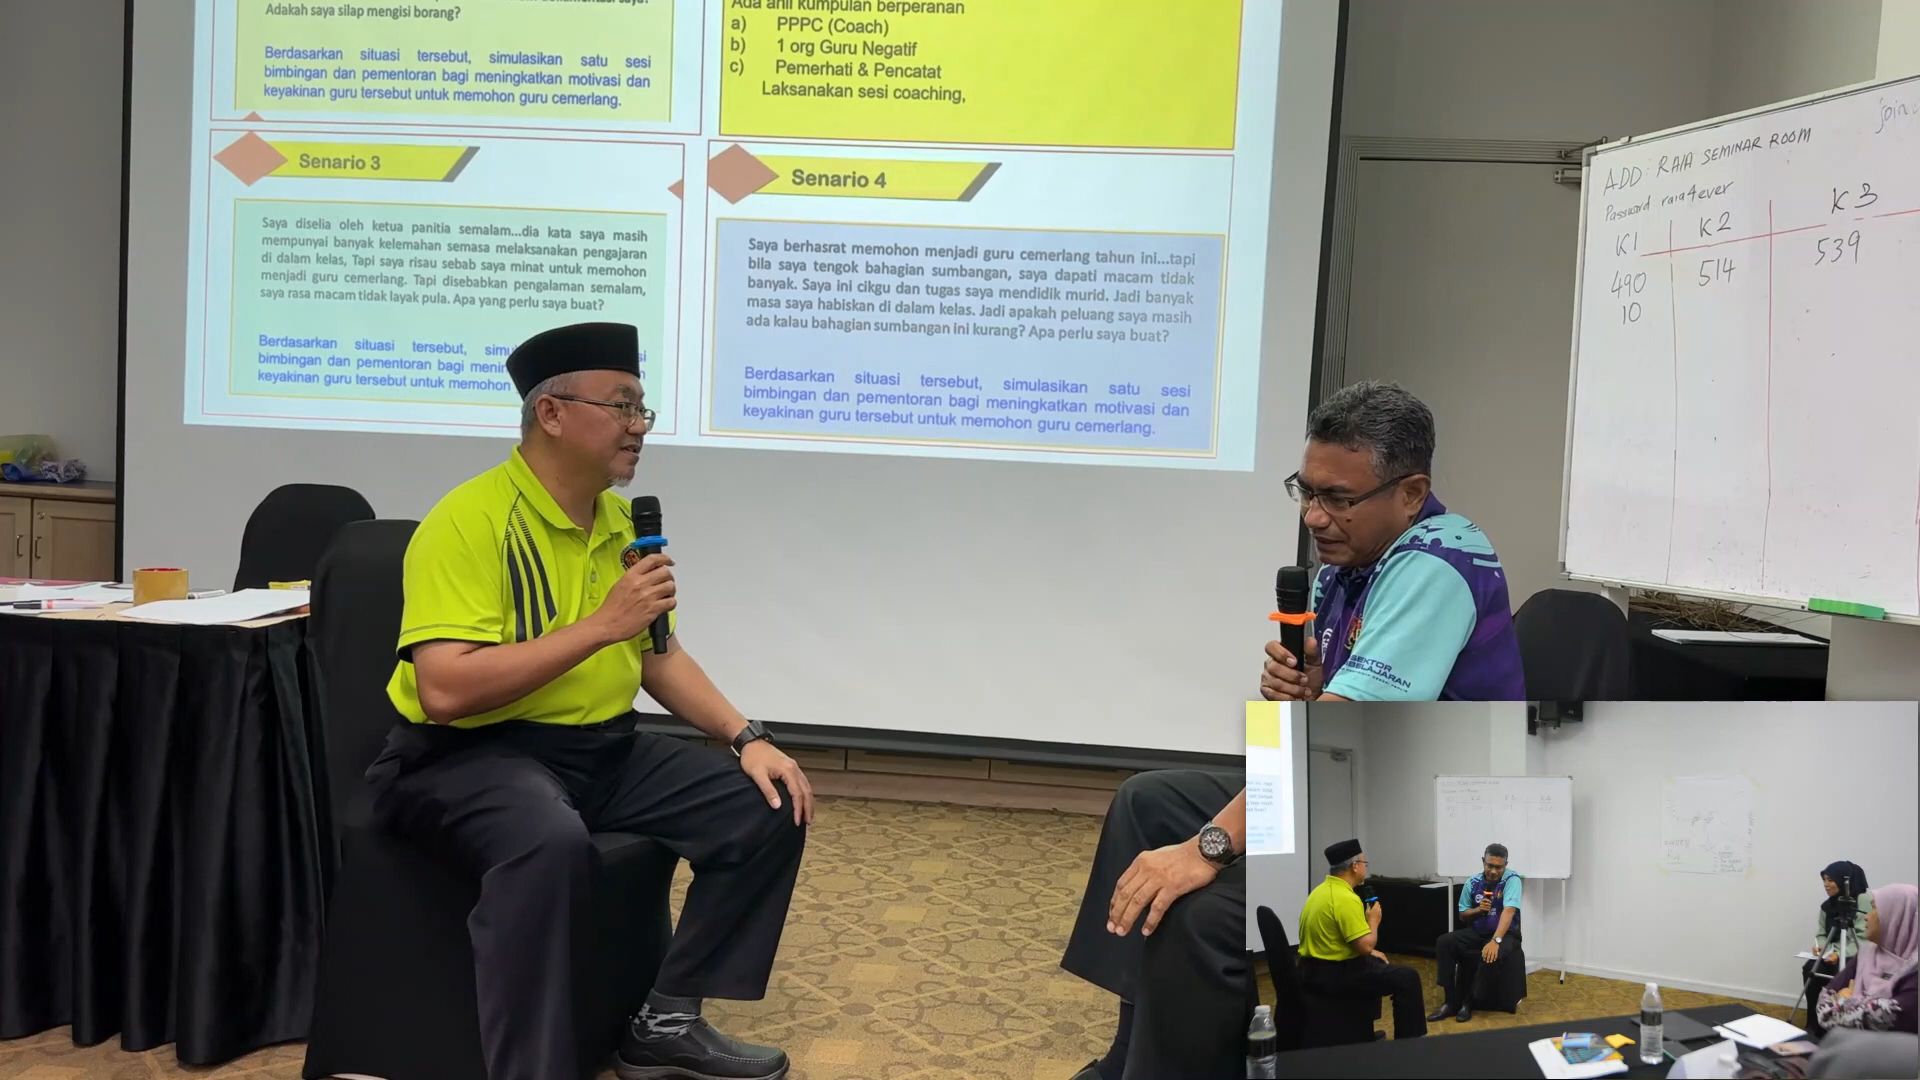 Adakah saya silap mengisi borang?
Berdasarkan situasi tersebut, simulasikan satu sesi
bimbingan dan pementoran bagi meningkatkan motivasi dan
keyakinan guru tersebut untuk memohon guru cemerlang.
Ada ahli kumpulan berperanan
a) PPPC (Coach)
b) 1 org Guru Negatif
c) Pemerhati & Pencatat
Laksanakan sesi coaching,
Senario 3
Saya diselia oleh ketua panitia semalam...dia kata saya masih
mempunyai banyak kelemahan semasa melaksanakan pengajaran
di dalam kelas, Tapi saya risau sebab saya minat untuk memohon
menjadi guru cemerlang. Tapi disebabkan pengalaman semalam,
saya rasa macam tidak layak pula. Apa yang perlu saya buat?
Berdasarkan situasi tersebut,
bimbingan dan pementoran bagi
keyakinan guru tersebut untuk memohon
Senario 4
Saya berhasrat memohon menjadi guru cemerlang tahun ini...tapi
bila saya tengok bahagian sumbangan, saya dapati macam tidak
banyak. Saya ini cikgu dan tugas saya mendidik murid. Jadi banyak
masa saya habiskan di dalam kelas. Jadi apakah peluang saya masih
ada kalau bahagian sumbangan ini kurang? Apa perlu saya buat?
Berdasarkan situasi tersebut, simulasikan satu sesi
bimbingan dan pementoran bagi meningkatkan motivasi dan
keyakinan guru tersebut untuk memohon guru cemerlang.
join
ADD: RAIA SEMINAR ROOM
Password raia4ever
K1 K2 K3
490 514 539
10
SEKTOR